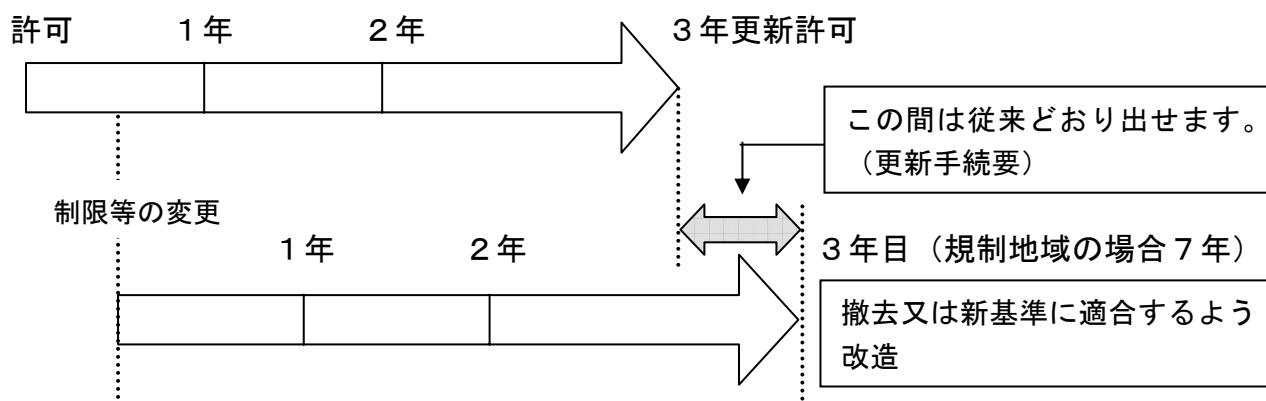 許可 １年 ２年 ３年更新許可
この間は従来どおり出せます。
（更新手続要）
制限等の変更
１年 ２年 ３年目（規制地域の場合７年）
撤去又は新基準に適合するよう
改造